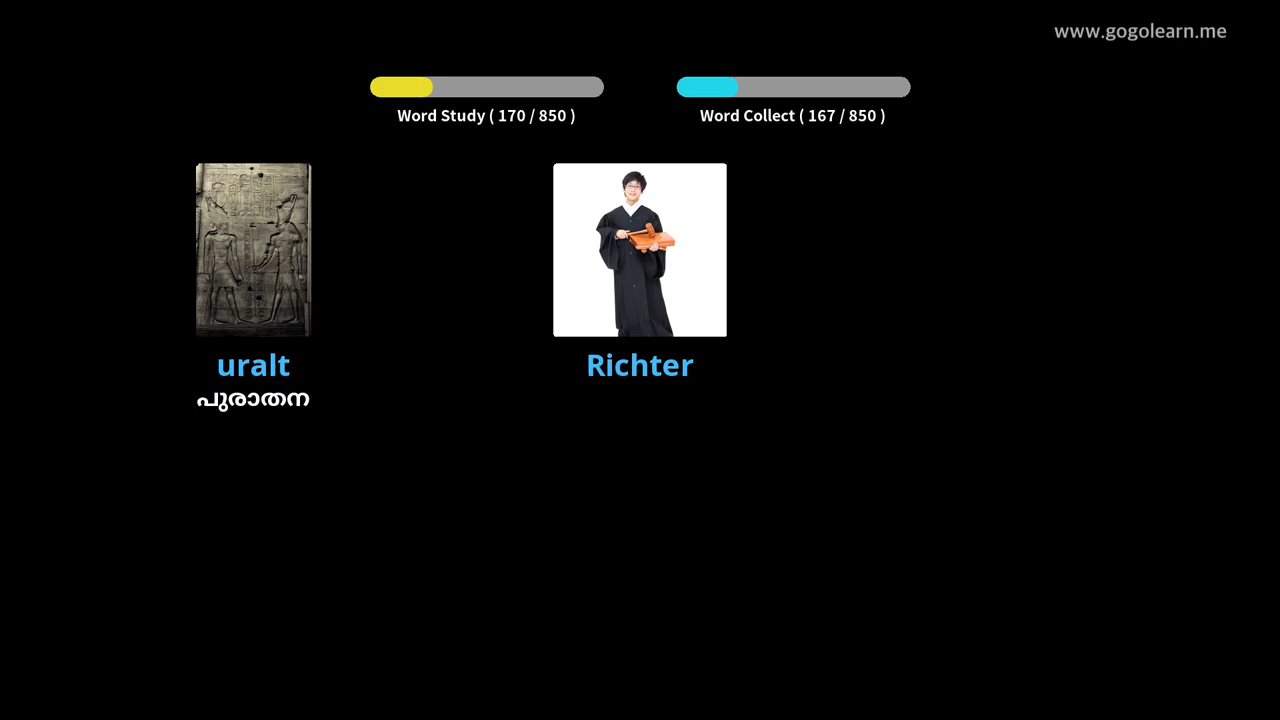 www.gogolearn.me
Word Study ( 170 / 850 )
Word Collect ( 167 / 850 )
uralt
പുരാതന
Richter